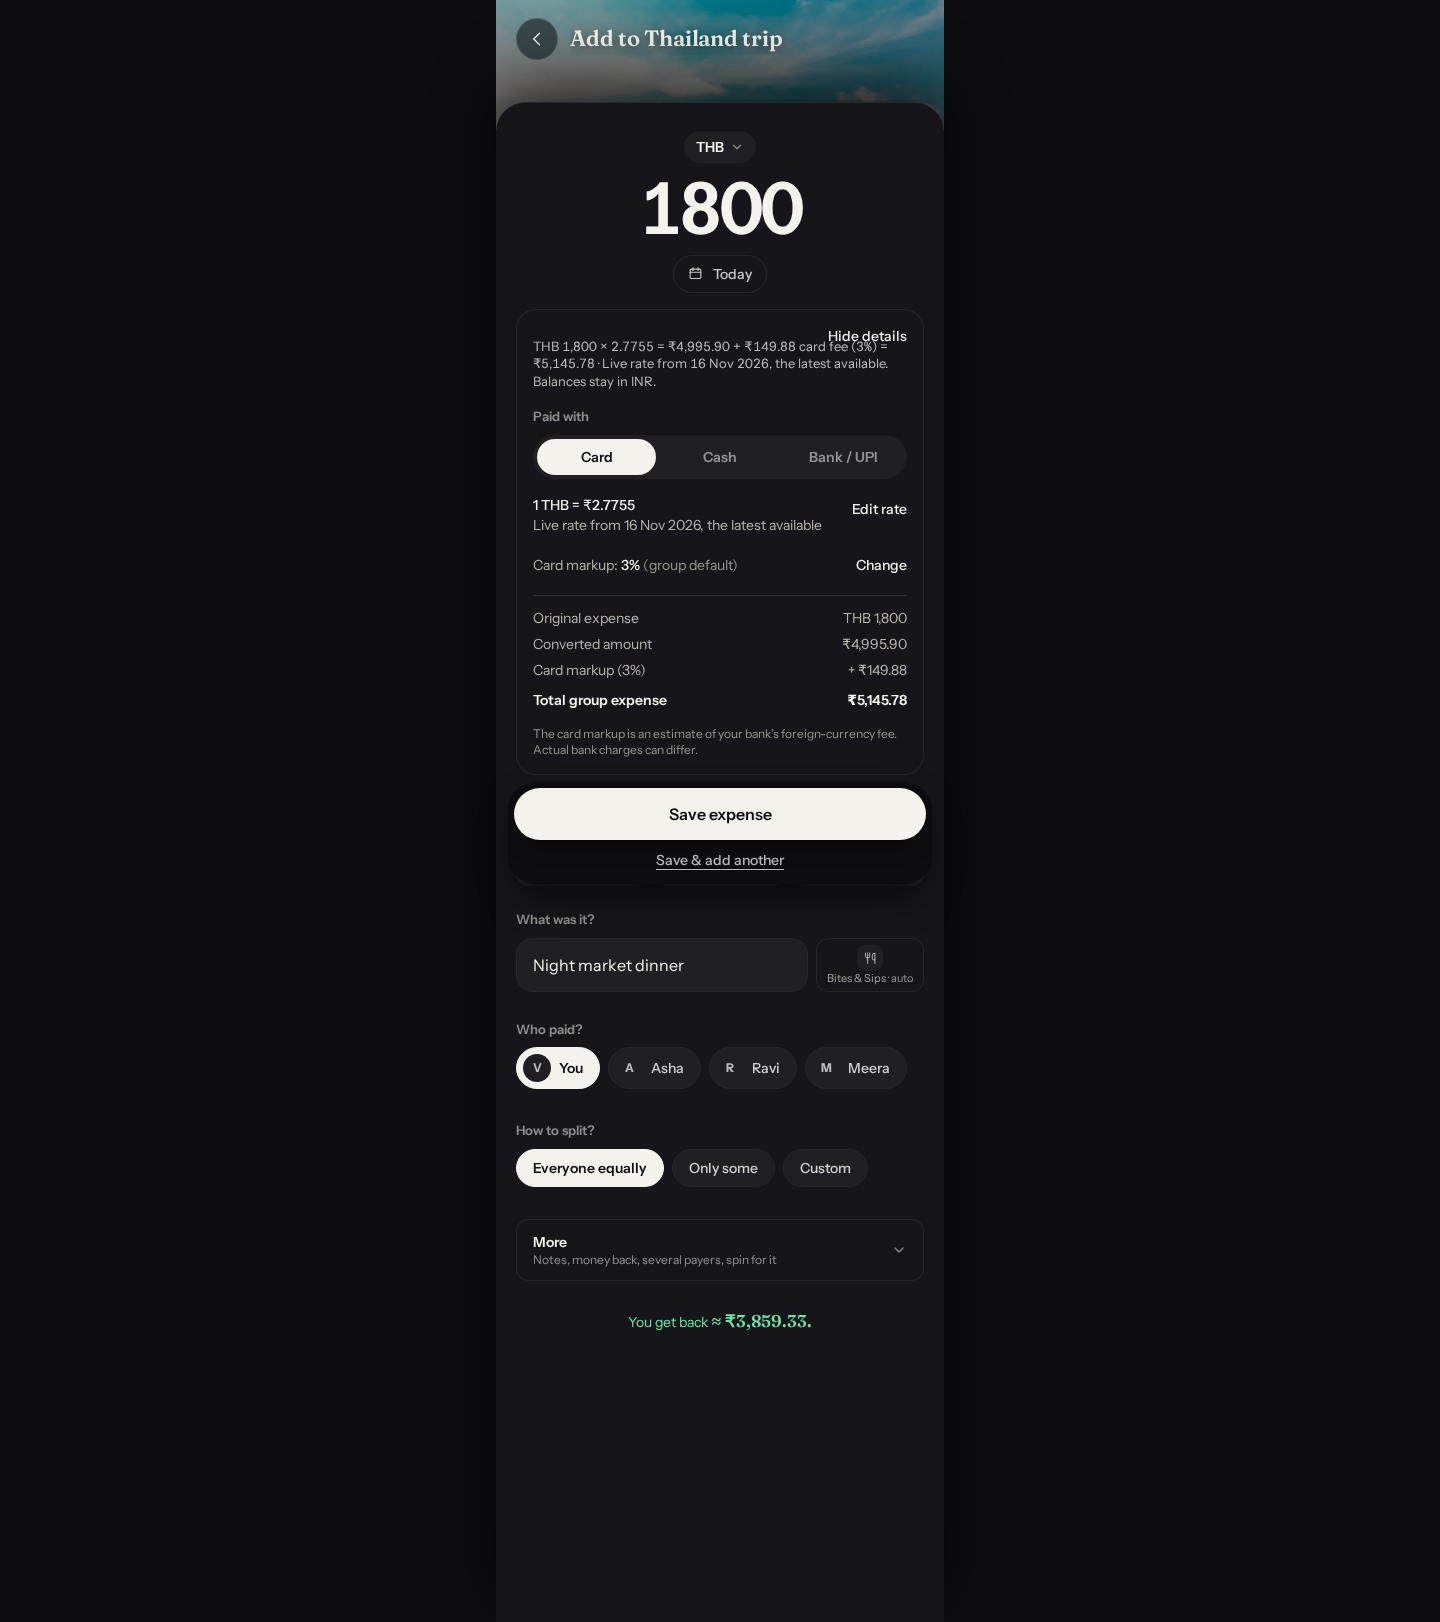 Add to Thailand trip
THB
1800
Today
Hide details
THB 1,800 × 2.7755 = ₹4,995.90 + ₹149.88 card fee (3%) =
₹5,145.78 · Live rate from 16 Nov 2026, the latest available.
Balances stay in INR.
Paid with
Card Cash Bank / UPI
1 THB = ₹2.7755
Edit rate
Live rate from 16 Nov 2026, the latest available
Card markup: 3% (group default) Change
Original expense THB 1,800
Converted amount ₹4,995.90
Card markup (3%) + ₹149.88
Total group expense ₹5,145.78
The card markup is an estimate of your bank’s foreign-currency fee.
Actual bank charges can differ.
Save expense
Save & add another
What was it?
Night market dinner
Bites & Sips · auto
Who paid?
V You A Asha R Ravi M Meera
How to split?
Everyone equally Only some Custom
More
Notes, money back, several payers, spin for it
You get back ≈ ₹3,859.33.